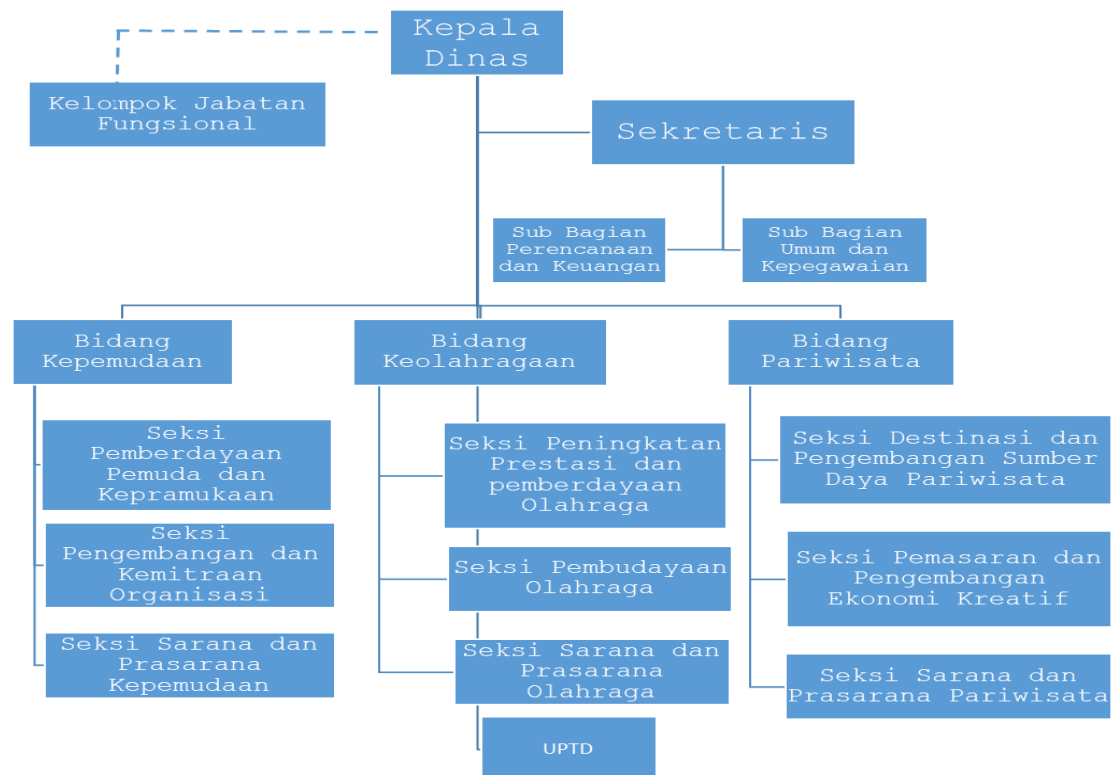 Kepala
Dinas
Kelompok Jabatan
Fungsional
Sekretaris
Sub Bagian
Perencanaan
dan Keuangan
Sub Bagian
Umum dan
Kepegawaian
Bidang
Kepemudaan
Bidang
Keolahragaan
Bidang
Pariwisata
Seksi
Pemberdayaan
Pemuda dan
Kepramukaan
Seksi
Pengembangan dan
Kemitraan
Organisasi
Seksi Sarana dan
Prasarana
Kepemudaan
Seksi Peningkatan
Prestasi dan
pemberdayaan
Olahraga
Seksi Pembudayaan
Olahraga
Seksi Sarana dan
Prasarana
Olahraga
UPTD
Seksi Destinasi dan
Pengembangan Sumber
Daya Pariwisata
Seksi Pemasaran dan
Pengembangan
Ekonomi Kreatif
Seksi Sarana dan
Prasarana Pariwisata